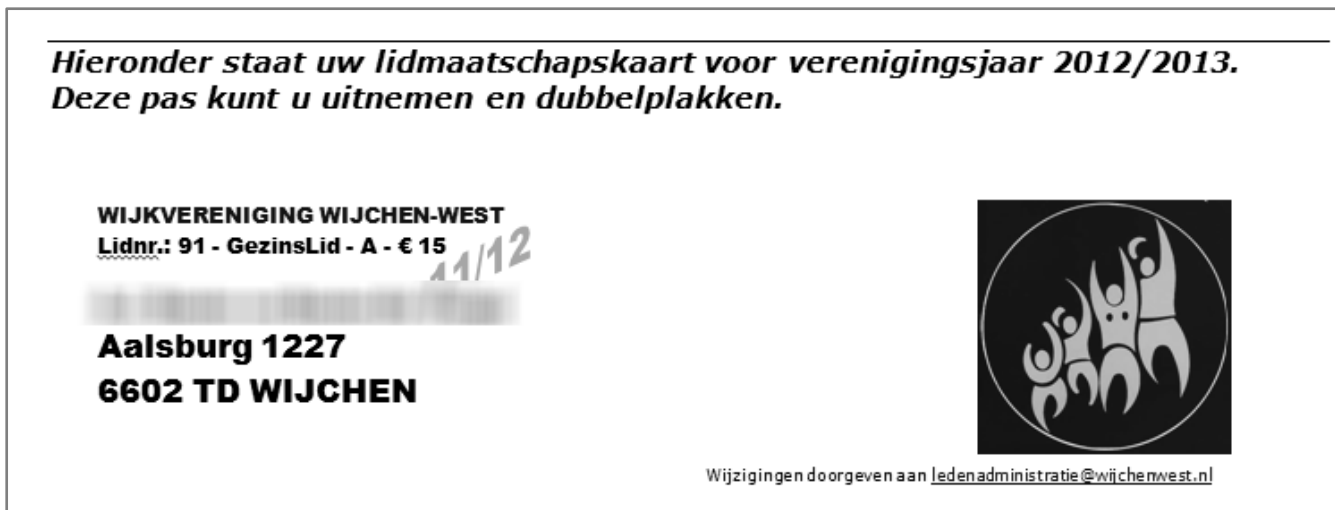 Hieronder staat uw lidmaatschapskaart voor verenigingsjaar 2012/2013.
Deze pas kunt u uitnemen en dubbelplakken.
WIJKVERENIGING WIJCHEN-WEST
Lidnr.: 91 - GezinsLid - A - € 15
11/12
Aalsburg 1227
6602 TD WIJCHEN
Wijzigingen doorgeven aan ledenadministratie@wijchenwest.nl